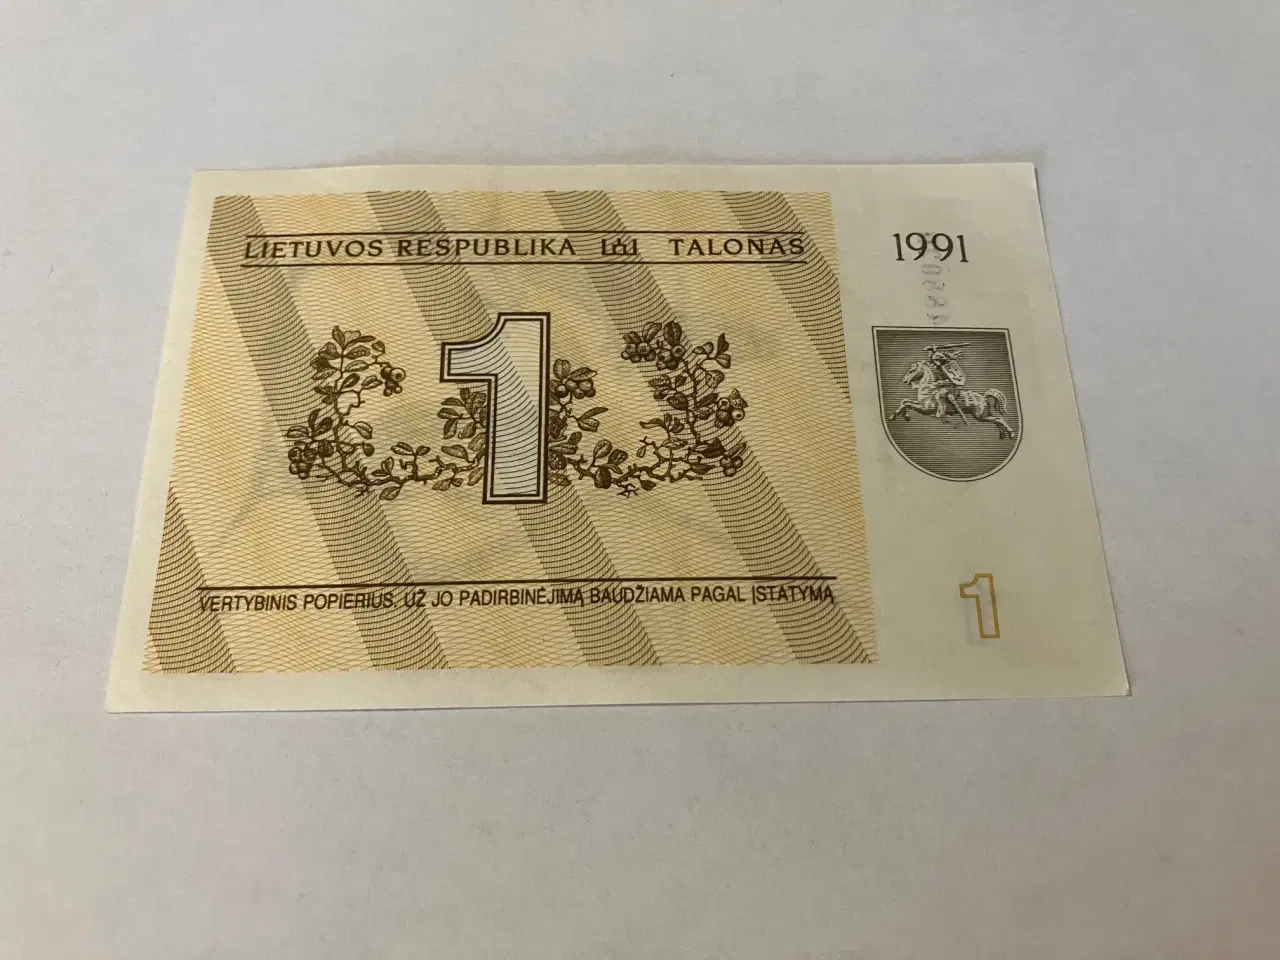 LIETUVOS RESPUBLIKA TALONAS
1991
1
VERTYBINIS POPIERIUS. UŽ JO PADIRBINĖJIMĄ BAUDŽIAMA PAGAL ĮSTATYMĄ
1